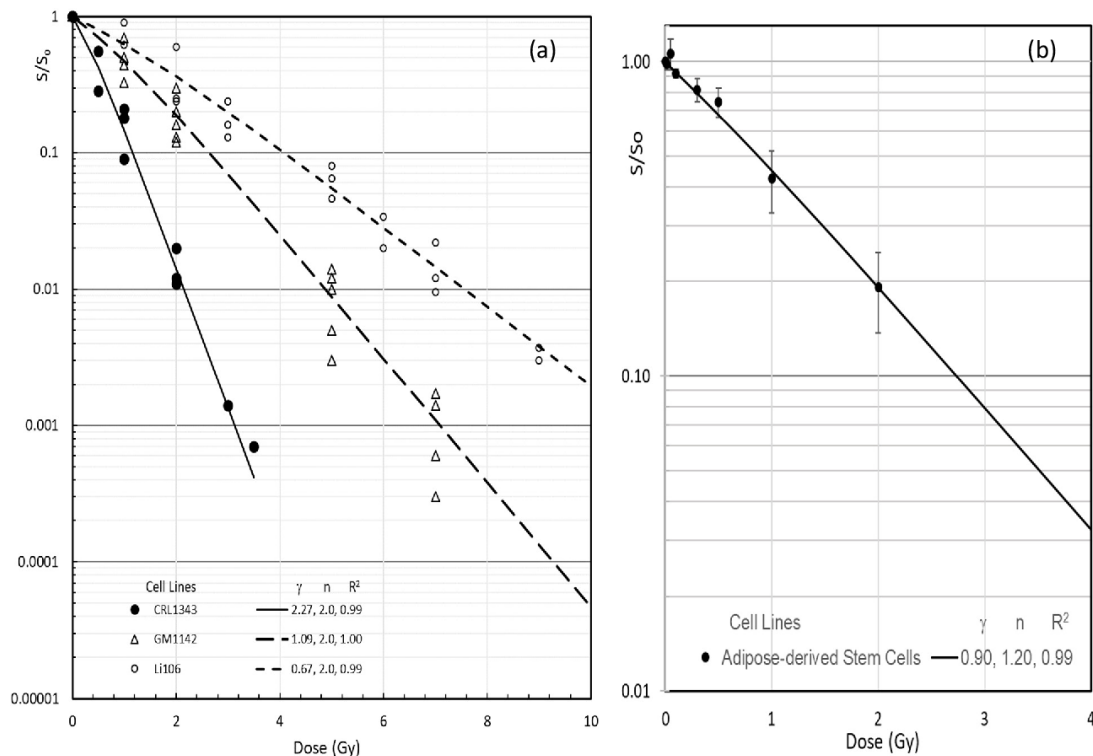 (a)
S/So
1
0.1
0.01
0.001
0.0001
0.00001
Cell Lines γ n R²
CRL1343 2.27, 2.0, 0.99
GM1142 1.09, 2.0, 1.00
Li106 0.67, 2.0, 0.99
0 2 4 6 8 10
Dose (Gy)
(b)
S/So
1.00
0.10
0.01
Cell Lines γ n R²
Adipose-derived Stem Cells 0.90, 1.20, 0.99
0 1 2 3 4
Dose (Gy)